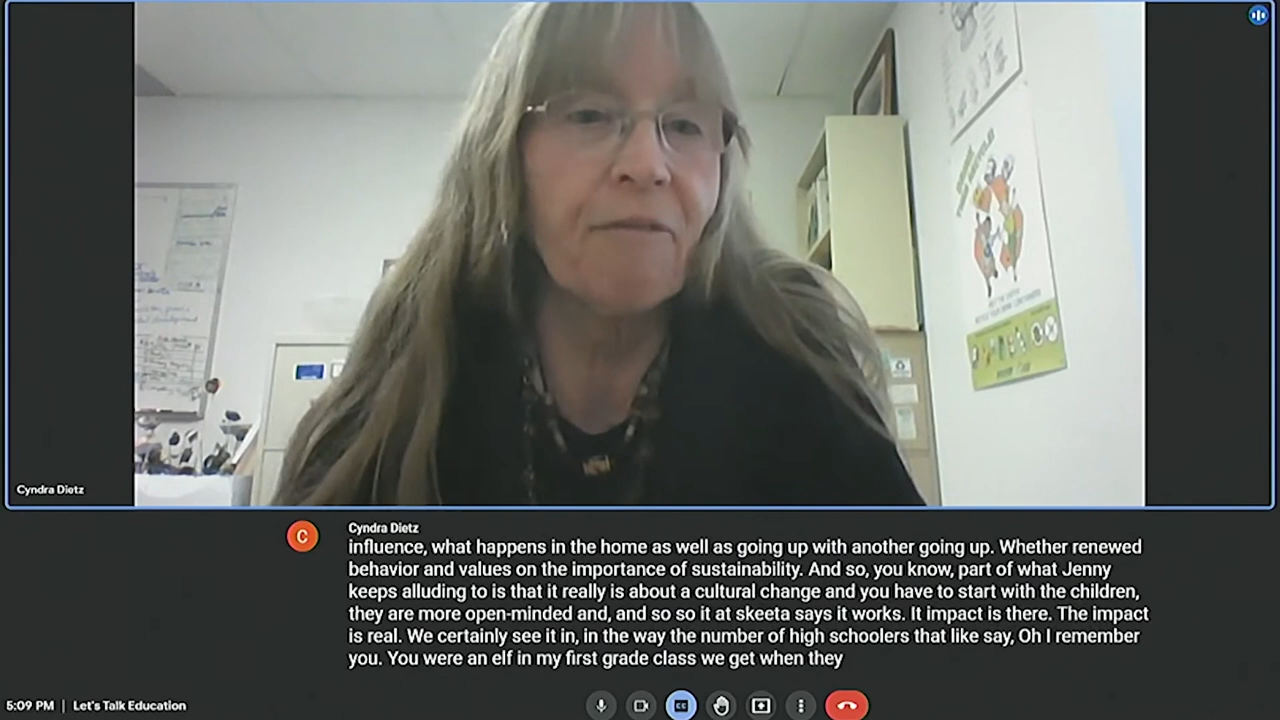 Cyndra Dietz
Cyndra Dietz
C
influence, what happens in the home as well as going up with another going up. Whether renewed
behavior and values on the importance of sustainability. And so, you know, part of what Jenny
keeps alluding to is that it really is about a cultural change and you have to start with the children,
they are more open-minded and, and so so it at skeeta says it works. It impact is there. The impact
is real. We certainly see it in, in the way the number of high schoolers that like say, Oh I remember
you. You were an elf in my first grade class we get when they
5:09 PM | Let's Talk Education